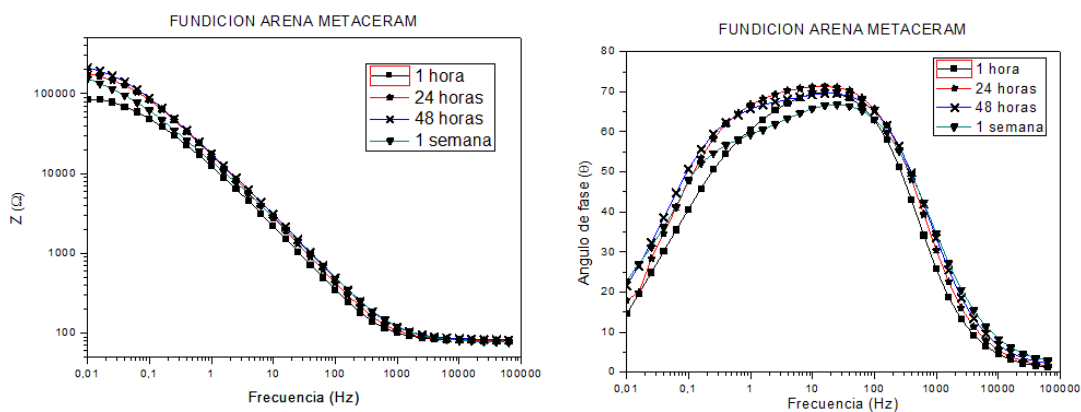 FUNDICION ARENA METACERAM
100000
10000
1000
100
Z (Ω)
0,01 0,1 1 10 100 1000 10000 100000
Frecuencia (Hz)
1 hora
24 horas
48 horas
1 semana
FUNDICION ARENA METACERAM
80
70
60
50
40
30
20
10
0
Angulo de fase (θ)
0,01 0,1 1 10 100 1000 10000 100000
Frecuencia (Hz)
1 hora
24 horas
48 horas
1 semana